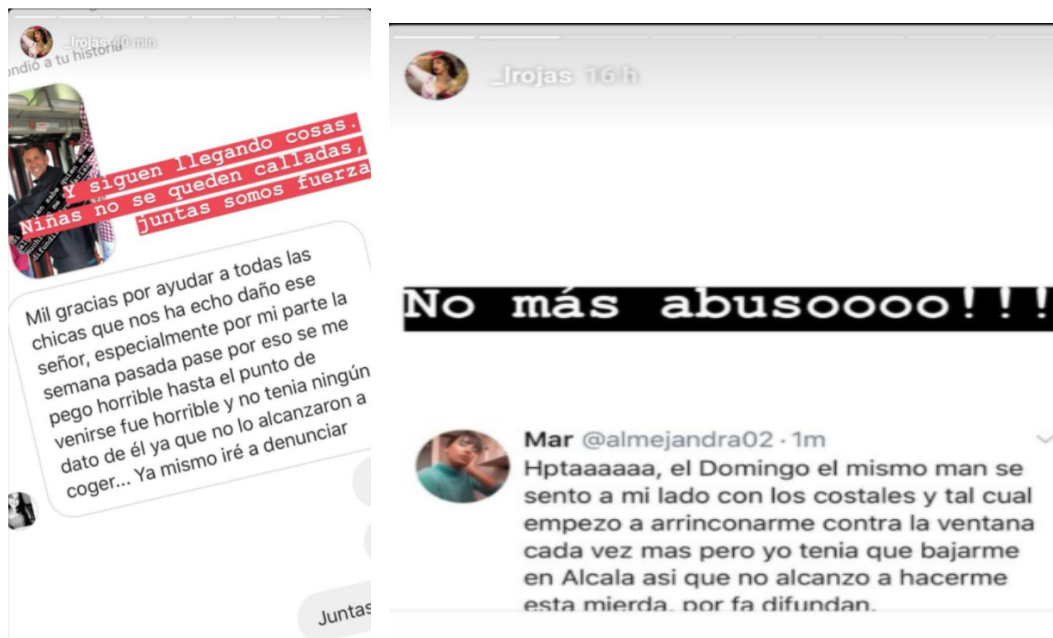 _lrojas 40 min
ondió a tu historia
Y siguen llegando cosas.
Niñas no se queden calladas,
juntas somos fuerza
Mil gracias por ayudar a todas las
chicas que nos ha echo daño ese
señor, especialmente por mi parte la
semana pasada pase por eso se me
pego horrible hasta el punto de
venirse fue horrible y no tenia ningún
dato de él ya que no lo alcanzaron a
coger... Ya mismo iré a denunciar
Juntas
_lrojas 16 h
No más abusoooo!!!
Mar @almejandra02 · 1m
Hptaaaaaa, el Domingo el mismo man se
sento a mi lado con los costales y tal cual
empezo a arrinconarme contra la ventana
cada vez mas pero yo tenia que bajarme
en Alcala asi que no alcanzo a hacerme
esta mierda, por fa difundan.